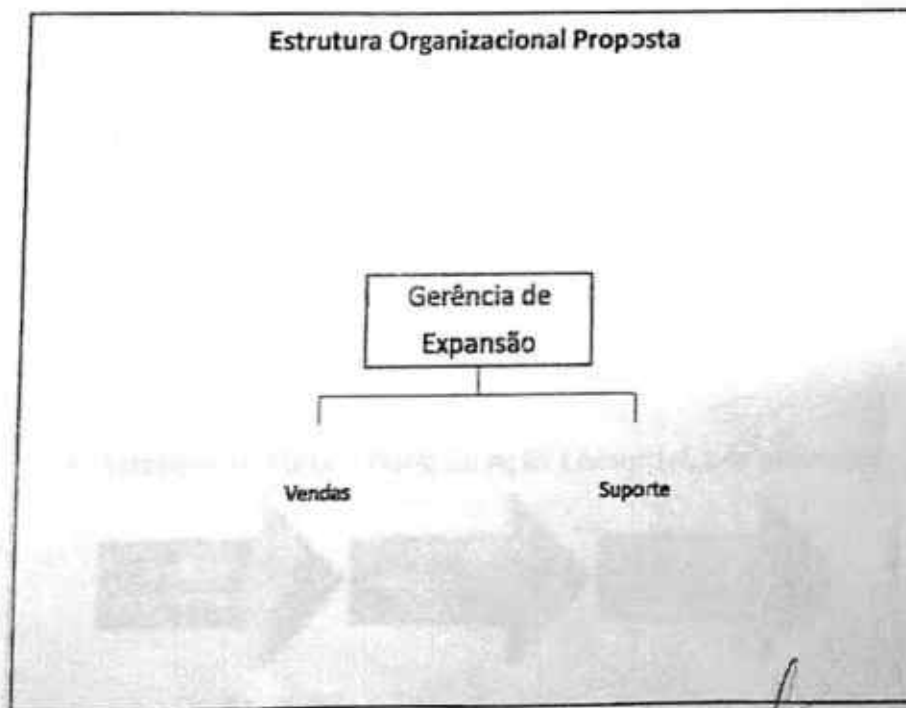 Estrutura Organizacional Proposta
Gerência de
Expansão
Vendas
Suporte